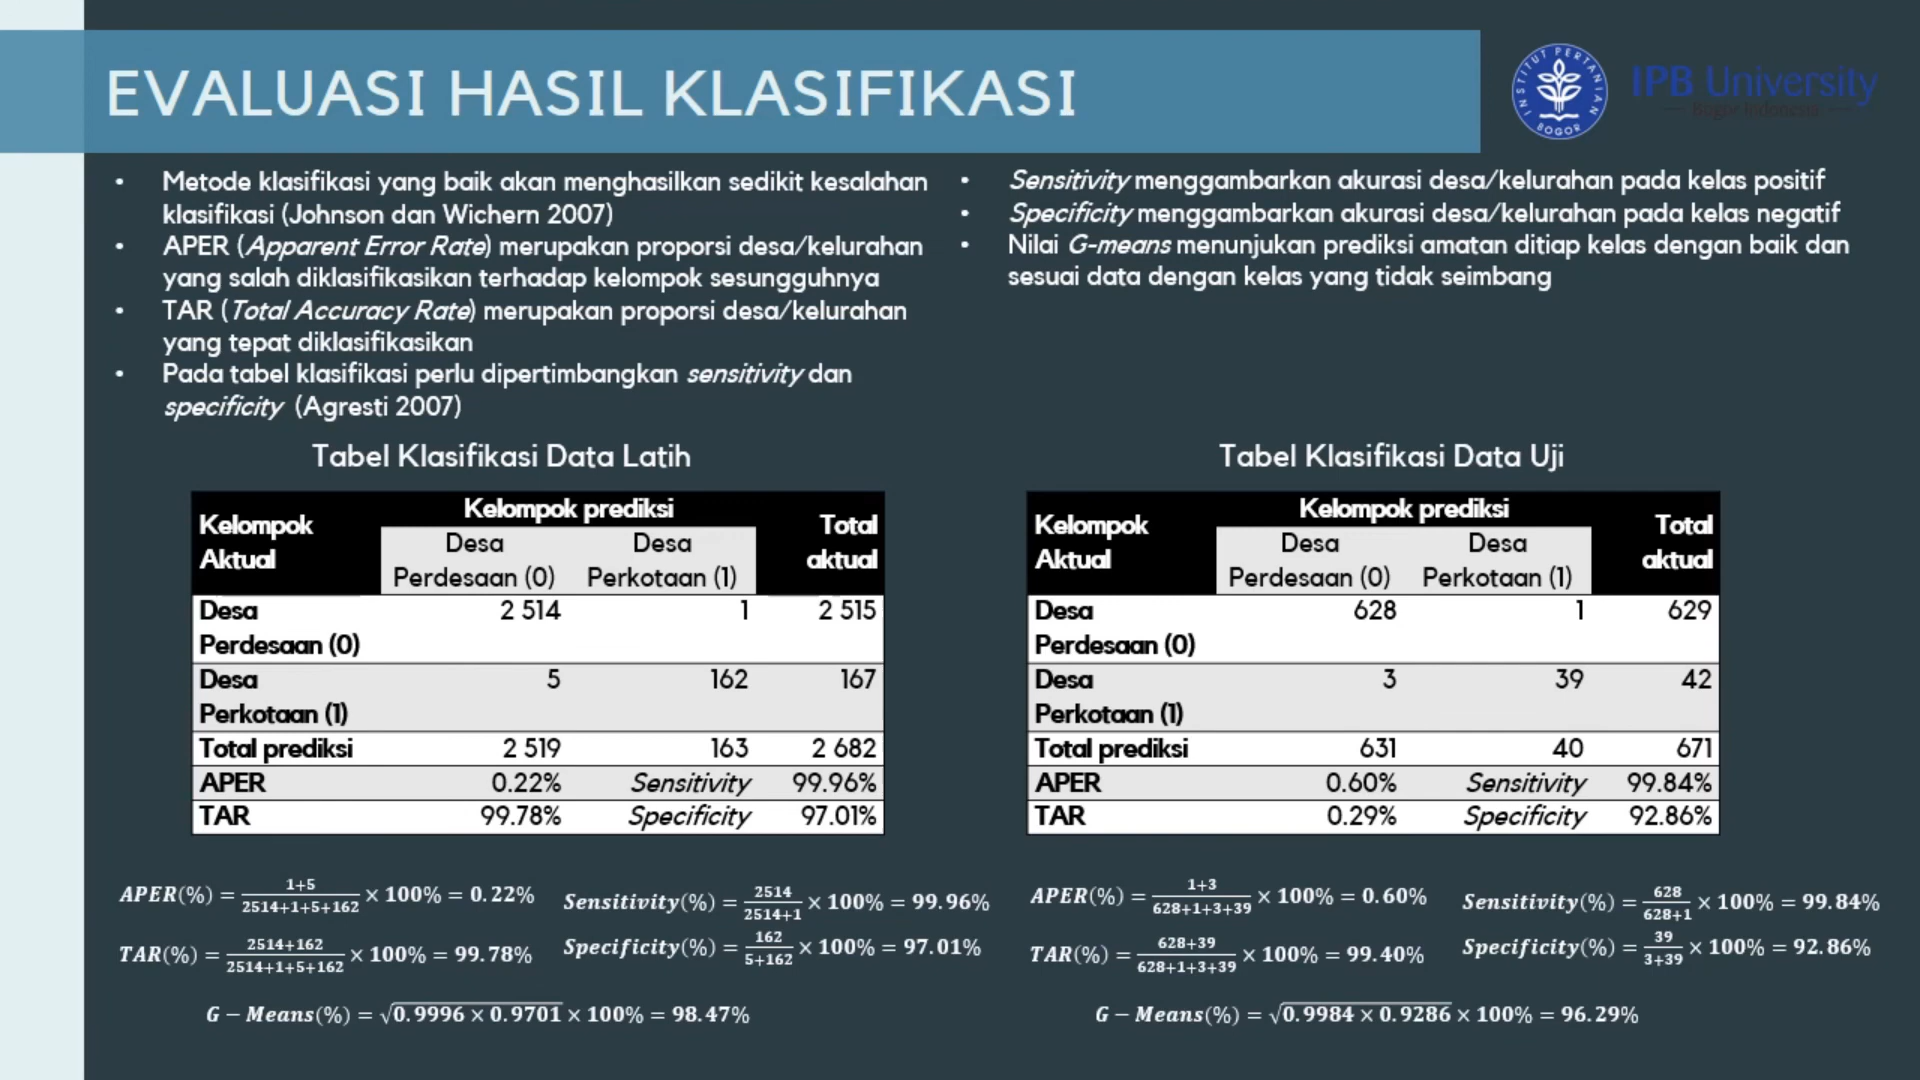 EVALUASI HASIL KLASIFIKASI
INSTITUT PERTANIAN BOGOR
IPB University
Bogor Indonesia
• Metode klasifikasi yang baik akan menghasilkan sedikit kesalahan
klasifikasi (Johnson dan Wichern 2007)
• APER (Apparent Error Rate) merupakan proporsi desa/kelurahan
yang salah diklasifikasikan terhadap kelompok sesungguhnya
• TAR (Total Accuracy Rate) merupakan proporsi desa/kelurahan
yang tepat diklasifikasikan
• Pada tabel klasifikasi perlu dipertimbangkan sensitivity dan
specificity (Agresti 2007)
• Sensitivity menggambarkan akurasi desa/kelurahan pada kelas positif
• Specificity menggambarkan akurasi desa/kelurahan pada kelas negatif
• Nilai G-means menunjukan prediksi amatan ditiap kelas dengan baik dan
sesuai data dengan kelas yang tidak seimbang
Tabel Klasifikasi Data Latih
Kelompok Aktual Kelompok prediksi Total aktual
Desa Perdesaan (0) Desa Perkotaan (1)
Desa Perdesaan (0) 2 514 1 2 515
Desa Perkotaan (1) 5 162 167
Total prediksi 2 519 163 2 682
APER 0.22% Sensitivity 99.96%
TAR 99.78% Specificity 97.01%
APER(%) = 1+5 / 2514+1+5+162 × 100% = 0.22%
Sensitivity(%) = 2514 / 2514+1 × 100% = 99.96%
TAR(%) = 2514+162 / 2514+1+5+162 × 100% = 99.78%
Specificity(%) = 162 / 5+162 × 100% = 97.01%
G − Means(%) = √0.9996 × 0.9701 × 100% = 98.47%
Tabel Klasifikasi Data Uji
Kelompok Aktual Kelompok prediksi Total aktual
Desa Perdesaan (0) Desa Perkotaan (1)
Desa Perdesaan (0) 628 1 629
Desa Perkotaan (1) 3 39 42
Total prediksi 631 40 671
APER 0.60% Sensitivity 99.84%
TAR 0.29% Specificity 92.86%
APER(%) = 1+3 / 628+1+3+39 × 100% = 0.60%
Sensitivity(%) = 628 / 628+1 × 100% = 99.84%
TAR(%) = 628+39 / 628+1+3+39 × 100% = 99.40%
Specificity(%) = 39 / 3+39 × 100% = 92.86%
G − Means(%) = √0.9984 × 0.9286 × 100% = 96.29%